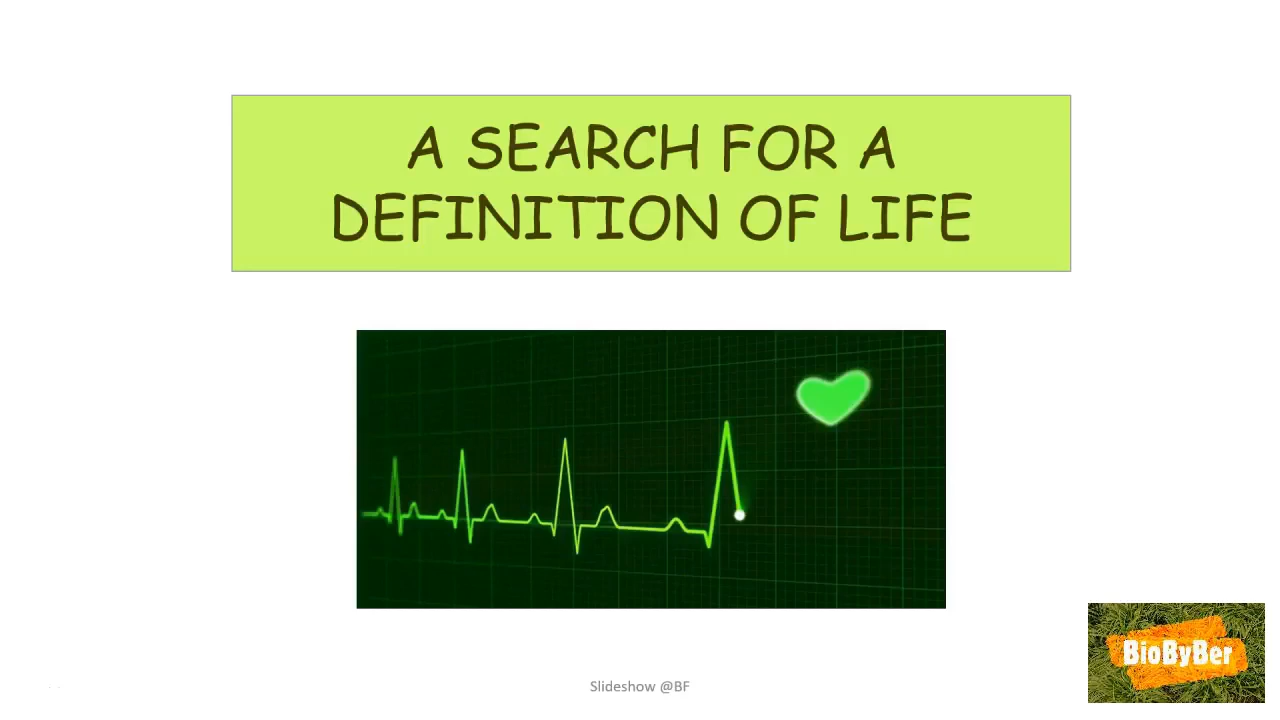 A SEARCH FOR A
DEFINITION OF LIFE
BioByBer
Slideshow @BF